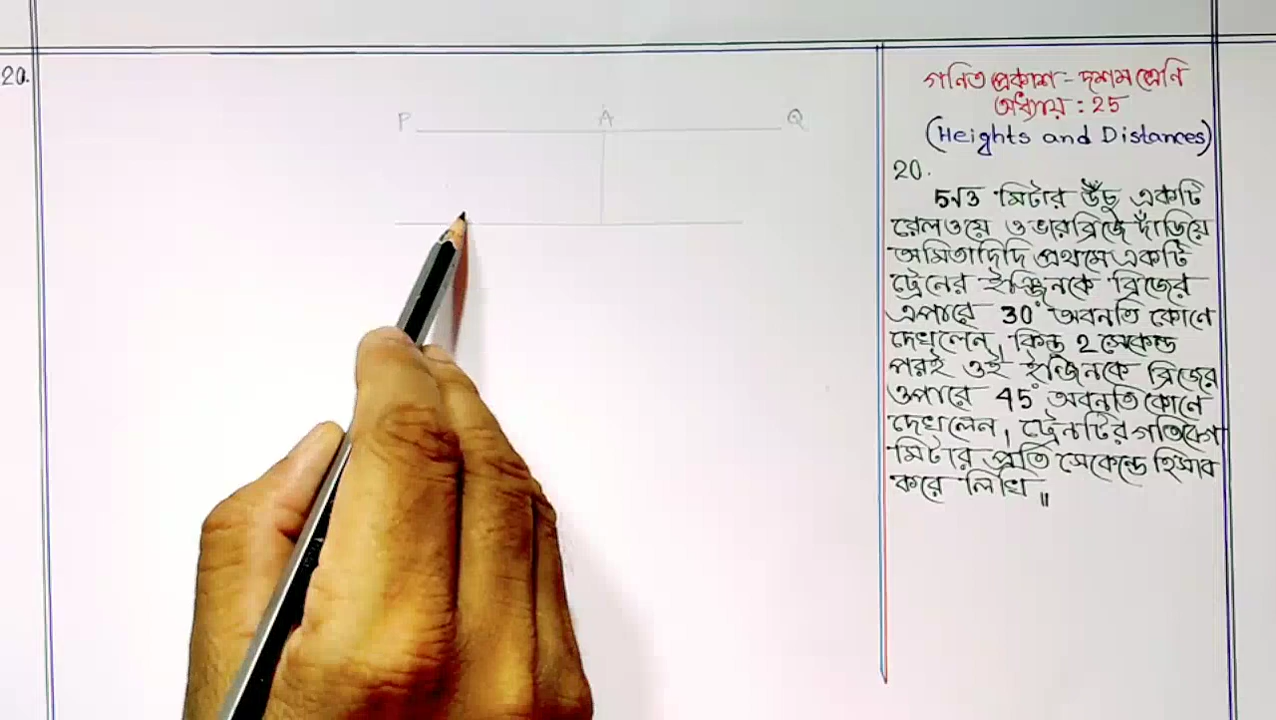 20.
P A Q
গনিত প্রকাশ - দশম শ্রেনি
অধ্যায় : 25
(Heights and Distances)
20.
5√3 মিটার উঁচু একটি
রেলওয়ে ওভারব্রিজে দাঁড়িয়ে
অমিতাদিদি প্রথমে একটি
ট্রেনের ইঞ্জিনকে ব্রিজের
এপারে 30° অবনতি কোনে
দেখলেন, কিন্তু 2 সেকেন্ড
পরই ওই ইঞ্জিনকে ব্রিজের
ওপারে 45° অবনতি কোনে
দেখলেন, ট্রেনটির গতিবেগ
মিটার প্রতি সেকেন্ডে হিসাব
করে লিখি॥